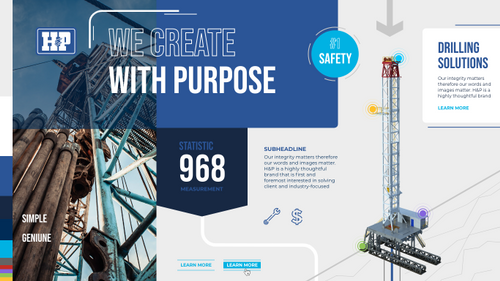 H&P
WE CREATE
WITH PURPOSE
#1
SAFETY
DRILLING
SOLUTIONS
Our integrity matters
therefore our words and
images matter. H&P is a
highly thoughtful brand
LEARN MORE
STATISTIC
968
MEASUREMENT
SUBHEADLINE
Our integrity matters therefore
our words and images matter.
H&P is a highly thoughtful
brand that is first and
foremost interested in solving
client and industry-focused
SIMPLE
GENIUNE
LEARN MORE
LEARN MORE